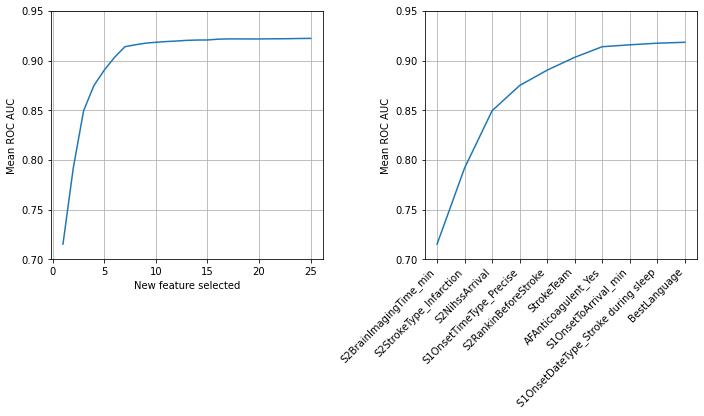 Mean ROC AUC
0.95
0.90
0.85
0.80
0.75
0.70
0
5
10
15
20
25
New feature selected
Mean ROC AUC
0.95
0.90
0.85
0.80
0.75
0.70
S2BrainImagingTime_min
S2StrokeType_Infarction
S2NihssArrival
S1OnsetTimeType_Precise
S2RankinBeforeStroke
StrokeTeam
AFAnticoagulent_Yes
S1OnsetToArrival_min
S1OnsetDateType_Stroke during sleep
BestLanguage